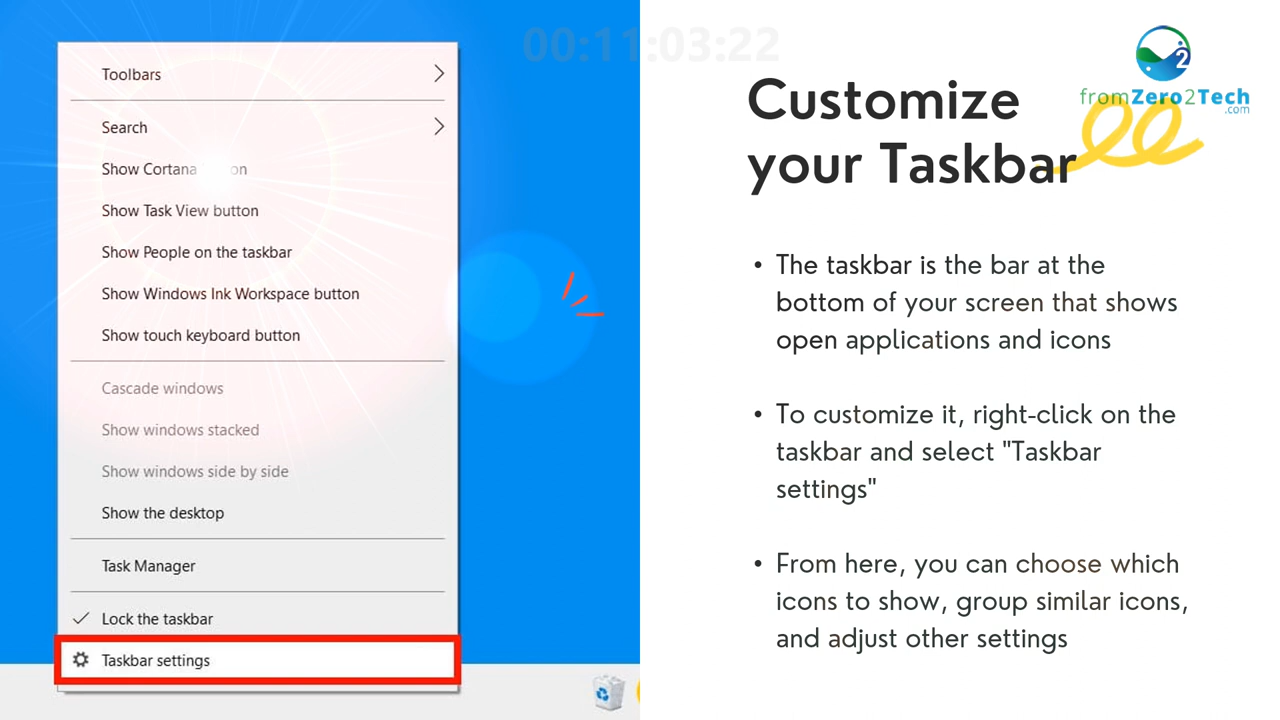 00:11:03:22
Toolbars
Search
Show Cortana on
Show Task View button
Show People on the taskbar
Show Windows Ink Workspace button
Show touch keyboard button
Cascade windows
Show windows stacked
Show windows side by side
Show the desktop
Task Manager
Lock the taskbar
Taskbar settings
2
fromZero2Tech
.com
Customize
your Taskbar
• The taskbar is the bar at the
bottom of your screen that shows
open applications and icons
• To customize it, right-click on the
taskbar and select "Taskbar
settings"
• From here, you can choose which
icons to show, group similar icons,
and adjust other settings